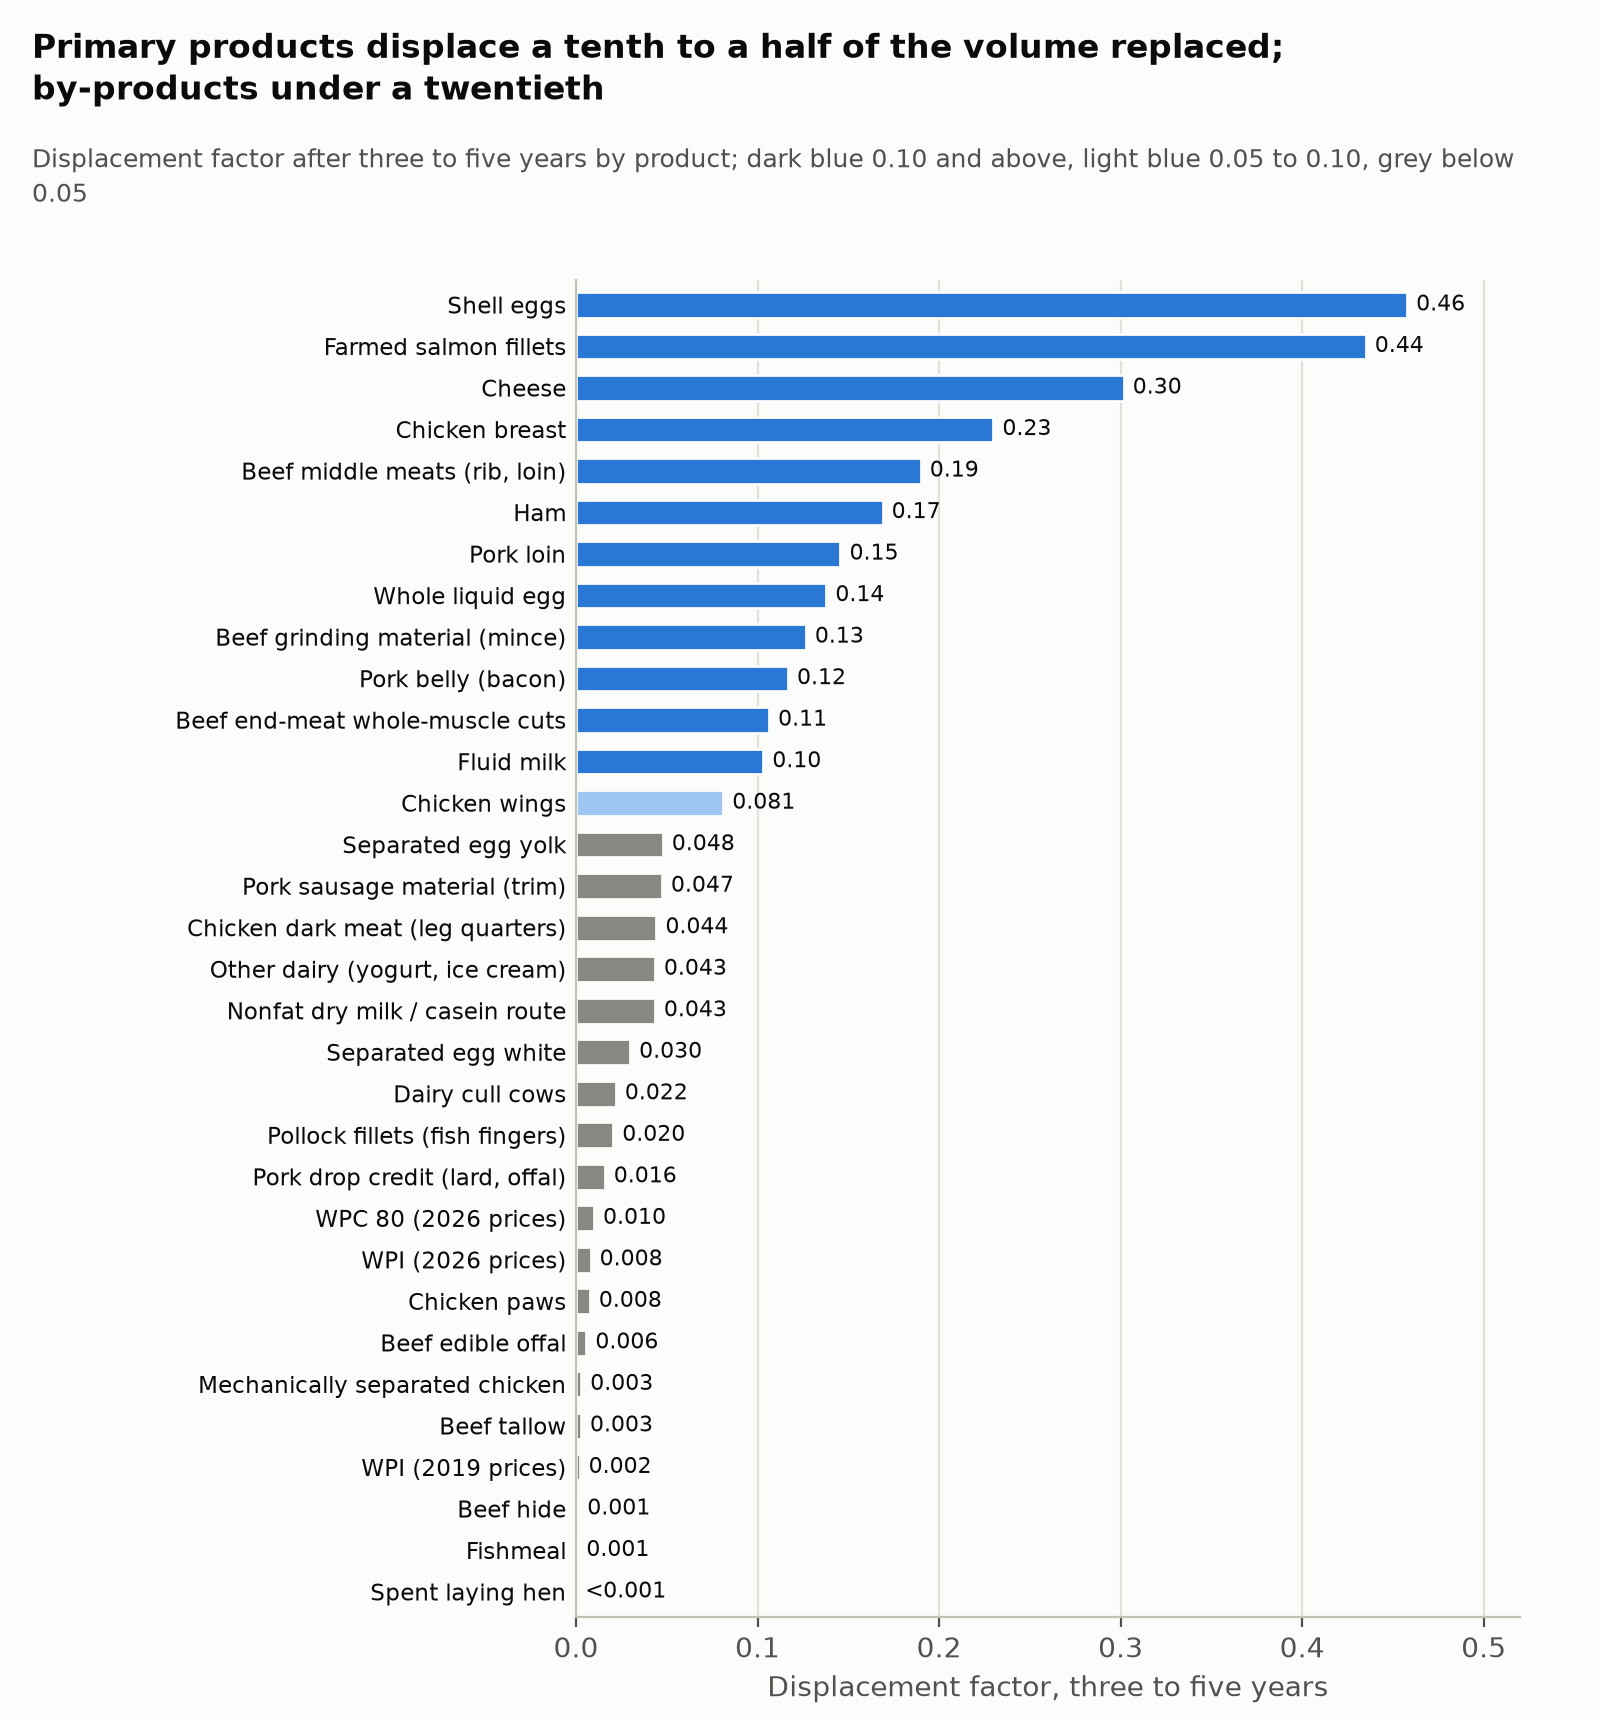 Primary products displace a tenth to a half of the volume replaced;
by-products under a twentieth
Displacement factor after three to five years by product; dark blue 0.10 and above, light blue 0.05 to 0.10, grey below
0.05
Shell eggs 0.46
Farmed salmon fillets 0.44
Cheese 0.30
Chicken breast 0.23
Beef middle meats (rib, loin) 0.19
Ham 0.17
Pork loin 0.15
Whole liquid egg 0.14
Beef grinding material (mince) 0.13
Pork belly (bacon) 0.12
Beef end-meat whole-muscle cuts 0.11
Fluid milk 0.10
Chicken wings 0.081
Separated egg yolk 0.048
Pork sausage material (trim) 0.047
Chicken dark meat (leg quarters) 0.044
Other dairy (yogurt, ice cream) 0.043
Nonfat dry milk / casein route 0.043
Separated egg white 0.030
Dairy cull cows 0.022
Pollock fillets (fish fingers) 0.020
Pork drop credit (lard, offal) 0.016
WPC 80 (2026 prices) 0.010
WPI (2026 prices) 0.008
Chicken paws 0.008
Beef edible offal 0.006
Mechanically separated chicken 0.003
Beef tallow 0.003
WPI (2019 prices) 0.002
Beef hide 0.001
Fishmeal 0.001
Spent laying hen <0.001
0.0 0.1 0.2 0.3 0.4 0.5
Displacement factor, three to five years